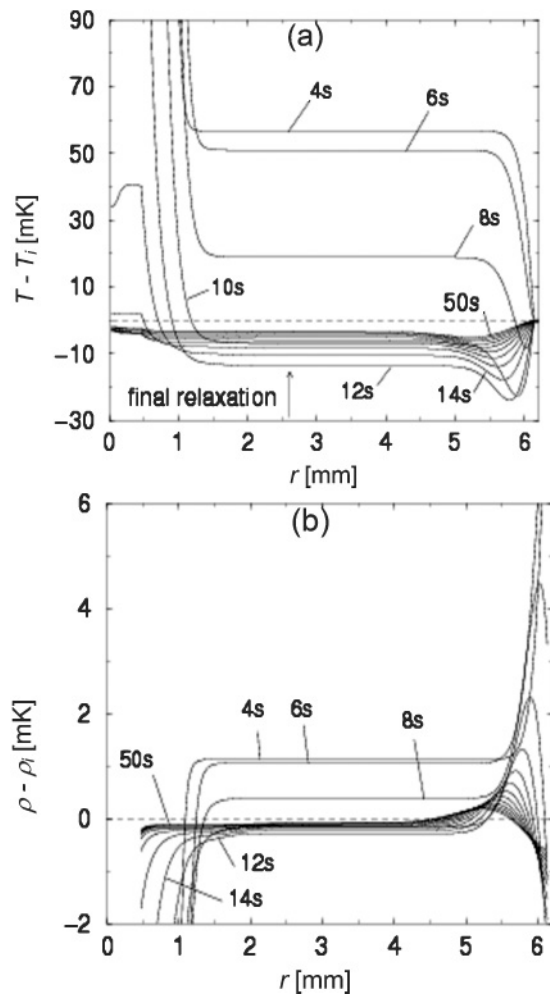 90
(a)
70
4s
6s
50
30
8s
10
10s
50s
−10
final relaxation
12s
14s
−30
T - Ti [mK]
0 1 2 3 4 5 6
r [mm]
6
(b)
4
2
4s
6s
8s
50s
0
12s
14s
−2
ρ - ρi [mK]
0 1 2 3 4 5 6
r [mm]